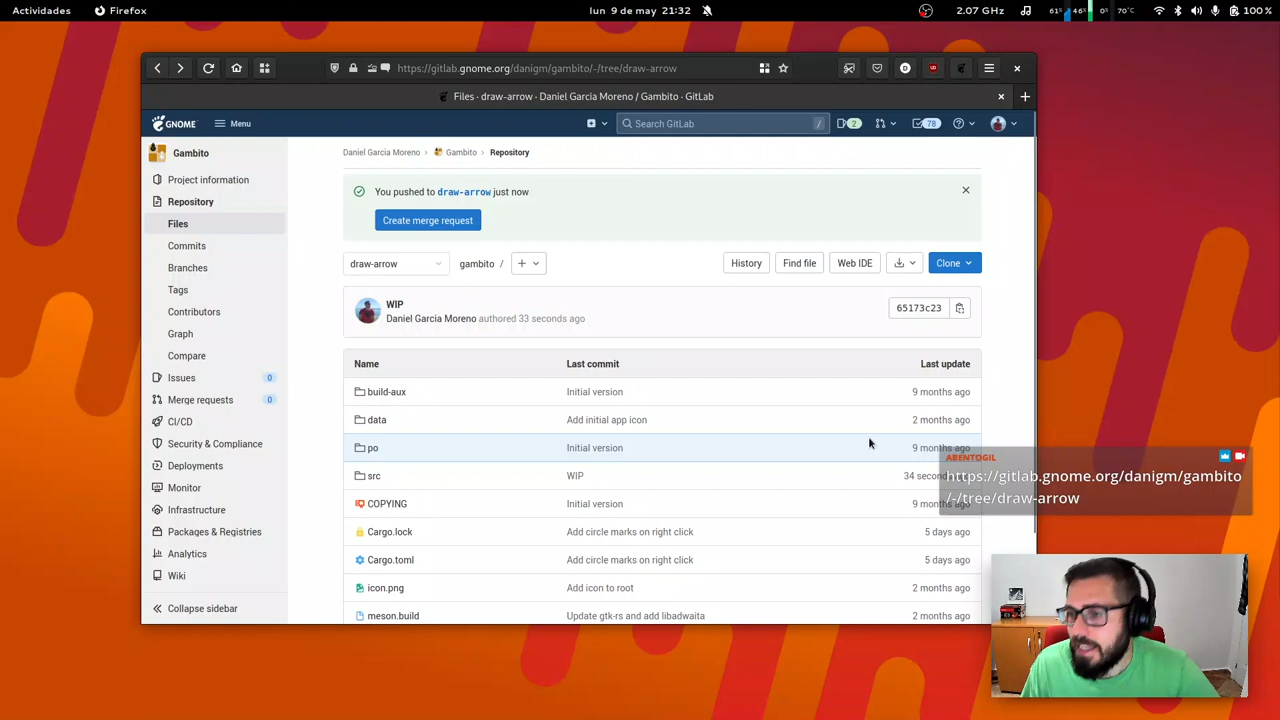 Actividades
Firefox
lun 9 de may 21:32
2.07 GHz
61%
46%
0%
70°C
100 %
https://gitlab.gnome.org/danigm/gambito/-/tree/draw-arrow
Files · draw-arrow · Daniel Garcia Moreno / Gambito · GitLab
GNOME
Menu
Search GitLab
/
2
78
Gambito
Project information
Repository
Files
Commits
Branches
Tags
Contributors
Graph
Compare
Issues 0
Merge requests 0
CI/CD
Security & Compliance
Deployments
Monitor
Infrastructure
Packages & Registries
Analytics
Wiki
Collapse sidebar
Daniel Garcia Moreno > Gambito > Repository
You pushed to draw-arrow just now
Create merge request
draw-arrow
gambito /
History
Find file
Web IDE
Clone
WIP
Daniel Garcia Moreno authored 33 seconds ago
65173c23
Name Last commit Last update
build-aux Initial version 9 months ago
data Add initial app icon 2 months ago
po Initial version 9 months ago
src WIP 34 secon
COPYING Initial version 9 months ago
Cargo.lock Add circle marks on right click 5 days ago
Cargo.toml Add circle marks on right click 5 days ago
icon.png Add icon to root 2 months ago
meson.build Update gtk-rs and add libadwaita 2 months ago
ABENTOGIL
https://gitlab.gnome.org/danigm/gambito
/-/tree/draw-arrow